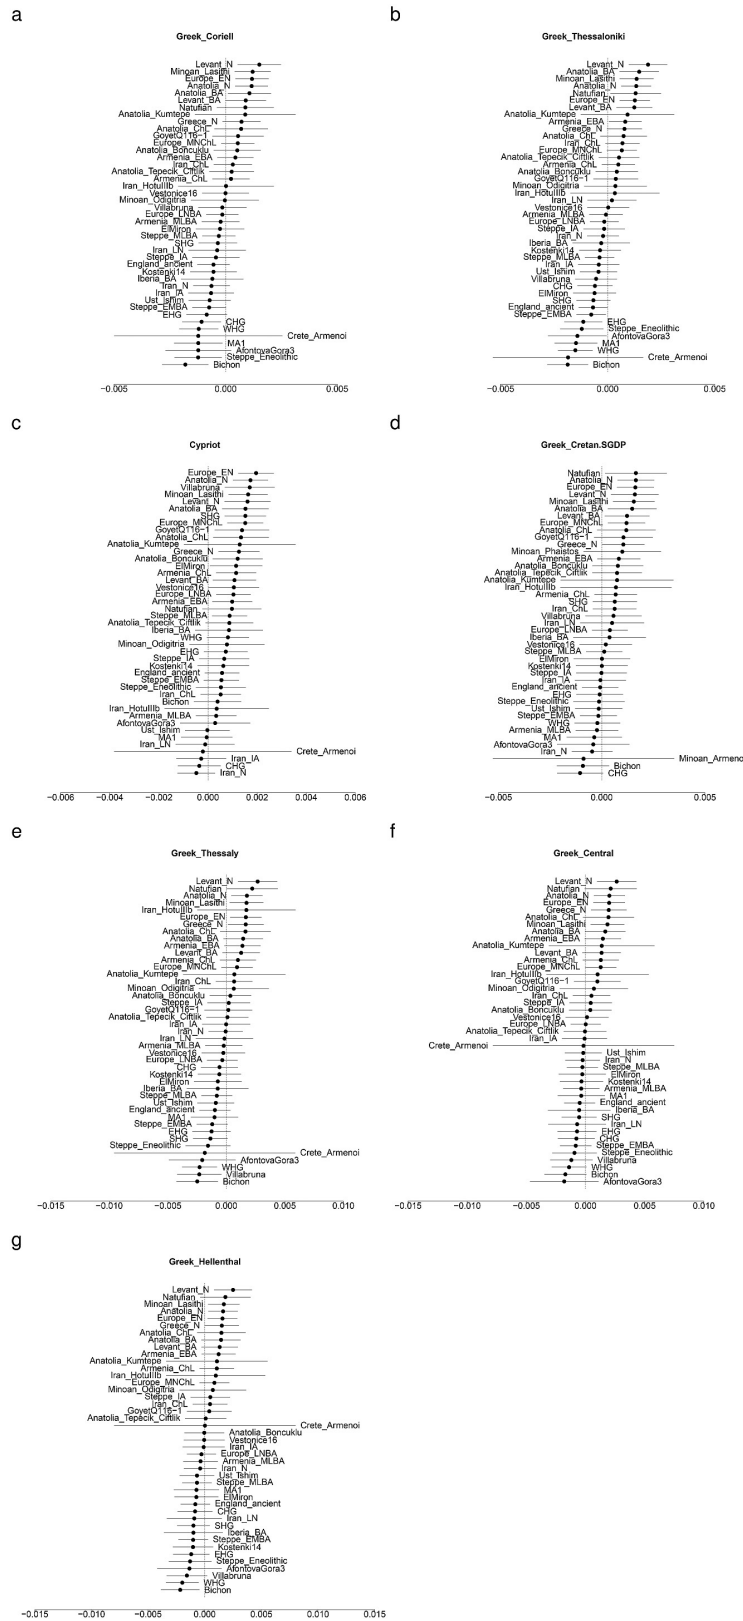 a
Greek_Coriell
Levant_N
Minoan_Lasithi
Europe_EN
Anatolia_N
Anatolia_BA
Levant_BA
Natufian
Anatolia_Kumtepe
Greece_N
Anatolia_ChL
GoyetQ116-1
Europe_MNChL
Anatolia_Boncuklu
Armenia_EBA
Iran_ChL
Anatolia_Tepecik_Ciftlik
Armenia_ChL
Iran_HotuIIIb
Vestonice16
Minoan_Odigitria
Villabruna
Europe_LNBA
Armenia_MLBA
ElMiron
Steppe_MLBA
SHG
Iran_LN
Steppe_IA
England_ancient
Kostenki14
Iberia_BA
Iran_N
Iran_IA
Ust_Ishim
Steppe_EMBA
EHG
CHG
WHG
Crete_Armenoi
MA1
AfontovaGora3
Steppe_Eneolithic
Bichon
−0.005 0.000 0.005
b
Greek_Thessaloniki
Levant_N
Anatolia_BA
Minoan_Lasithi
Anatolia_N
Natufian
Europe_EN
Levant_BA
Anatolia_Kumtepe
Armenia_EBA
Greece_N
Anatolia_ChL
Iran_ChL
Europe_MNChL
Anatolia_Tepecik_Ciftlik
Armenia_ChL
Anatolia_Boncuklu
GoyetQ116-1
Minoan_Odigitria
Iran_HotuIIIb
Iran_LN
Vestonice16
Armenia_MLBA
Europe_LNBA
Steppe_IA
Iran_N
Iberia_BA
Kostenki14
Steppe_MLBA
Iran_IA
Ust_Ishim
Villabruna
CHG
ElMiron
SHG
England_ancient
Steppe_EMBA
EHG
Steppe_Eneolithic
AfontovaGora3
MA1
WHG
Crete_Armenoi
Bichon
−0.005 0.000 0.005
c
Cypriot
Europe_EN
Anatolia_N
Villabruna
Minoan_Lasithi
Levant_N
Anatolia_BA
SHG
Europe_MNChL
GoyetQ116-1
Anatolia_ChL
Anatolia_Kumtepe
Greece_N
Anatolia_Boncuklu
ElMiron
Armenia_ChL
Levant_BA
Vestonice16
Europe_LNBA
Armenia_EBA
Natufian
Steppe_MLBA
Anatolia_Tepecik_Ciftlik
Iberia_BA
WHG
Minoan_Odigitria
EHG
Steppe_IA
Kostenki14
England_ancient
Steppe_EMBA
Steppe_Eneolithic
Iran_ChL
Bichon
Iran_HotuIIIb
Armenia_MLBA
AfontovaGora3
Ust_Ishim
MA1
Iran_LN
Crete_Armenoi
Iran_IA
CHG
Iran_N
−0.006 −0.004 −0.002 0.000 0.002 0.004 0.006
d
Greek_Cretan.SGDP
Natufian
Anatolia_N
Europe_EN
Levant_N
Minoan_Lasithi
Anatolia_BA
Levant_BA
Europe_MNChL
Anatolia_ChL
GoyetQ116-1
Greece_N
Minoan_Phaistos
Armenia_EBA
Anatolia_Boncuklu
Anatolia_Tepecik_Ciftlik
Anatolia_Kumtepe
Iran_HotuIIIb
Armenia_ChL
SHG
Iran_ChL
Villabruna
Iran_LN
Europe_LNBA
Iberia_BA
Vestonice16
Steppe_MLBA
ElMiron
Kostenki14
Steppe_IA
Iran_IA
England_ancient
EHG
Steppe_Eneolithic
Ust_Ishim
Steppe_EMBA
WHG
Armenia_MLBA
MA1
AfontovaGora3
Iran_N
Minoan_Armeno
Bichon
CHG
−0.005 0.000 0.005
e
Greek_Thessaly
Levant_N
Natufian
Anatolia_N
Minoan_Lasithi
Iran_HotuIIIb
Europe_EN
Greece_N
Anatolia_ChL
Anatolia_BA
Armenia_EBA
Levant_BA
Armenia_ChL
Europe_MNChL
Anatolia_Kumtepe
Iran_ChL
Minoan_Odigitria
Anatolia_Boncuklu
Steppe_IA
GoyetQ116-1
Anatolia_Tepecik_Ciftlik
Iran_IA
Iran_N
Iran_LN
Armenia_MLBA
Vestonice16
Europe_LNBA
CHG
Kostenki14
ElMiron
Iberia_BA
Steppe_MLBA
Ust_Ishim
England_ancient
MA1
Steppe_EMBA
EHG
SHG
Steppe_Eneolithic
Crete_Armenoi
AfontovaGora3
WHG
Villabruna
Bichon
−0.015 −0.010 −0.005 0.000 0.005 0.010
f
Greek_Central
Levant_N
Natufian
Anatolia_N
Europe_EN
Greece_N
Anatolia_ChL
Minoan_Lasithi
Anatolia_BA
Armenia_EBA
Anatolia_Kumtepe
Levant_BA
Armenia_ChL
Europe_MNChL
Iran_HotuIIIb
GoyetQ116-1
Minoan_Odigitria
Iran_ChL
Steppe_IA
Anatolia_Boncuklu
Vestonice16
Europe_LNBA
Anatolia_Tepecik_Ciftlik
Iran_IA
Crete_Armenoi
Ust_Ishim
Iran_N
Steppe_MLBA
ElMiron
Kostenki14
Armenia_MLBA
MA1
England_ancient
Iberia_BA
SHG
Iran_LN
EHG
CHG
Steppe_EMBA
Steppe_Eneolithic
Villabruna
WHG
Bichon
AfontovaGora3
−0.015 −0.010 −0.005 0.000 0.005 0.010
g
Greek_Hellenthal
Levant_N
Natufian
Minoan_Lasithi
Anatolia_N
Europe_EN
Greece_N
Anatolia_ChL
Anatolia_BA
Levant_BA
Armenia_EBA
Anatolia_Kumtepe
Armenia_ChL
Iran_HotuIIIb
Europe_MNChL
Minoan_Odigitria
Steppe_IA
Iran_ChL
GoyetQ116-1
Anatolia_Tepecik_Ciftlik
Crete_Armenoi
Anatolia_Boncuklu
Vestonice16
Iran_IA
Europe_LNBA
Armenia_MLBA
Iran_N
Ust_Ishim
Steppe_MLBA
MA1
ElMiron
England_ancient
CHG
Iran_LN
SHG
Iberia_BA
Steppe_EMBA
Kostenki14
EHG
Steppe_Eneolithic
AfontovaGora3
Villabruna
WHG
Bichon
−0.015 −0.010 −0.005 0.000 0.005 0.010 0.015